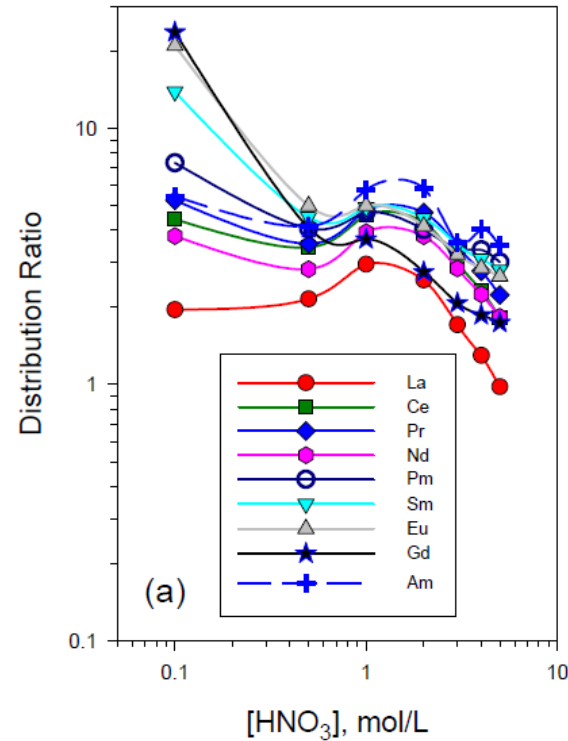 10
1
0.1
Distribution Ratio
La
Ce
Pr
Nd
Pm
Sm
Eu
Gd
Am
(a)
0.1 1 10
[HNO₃], mol/L